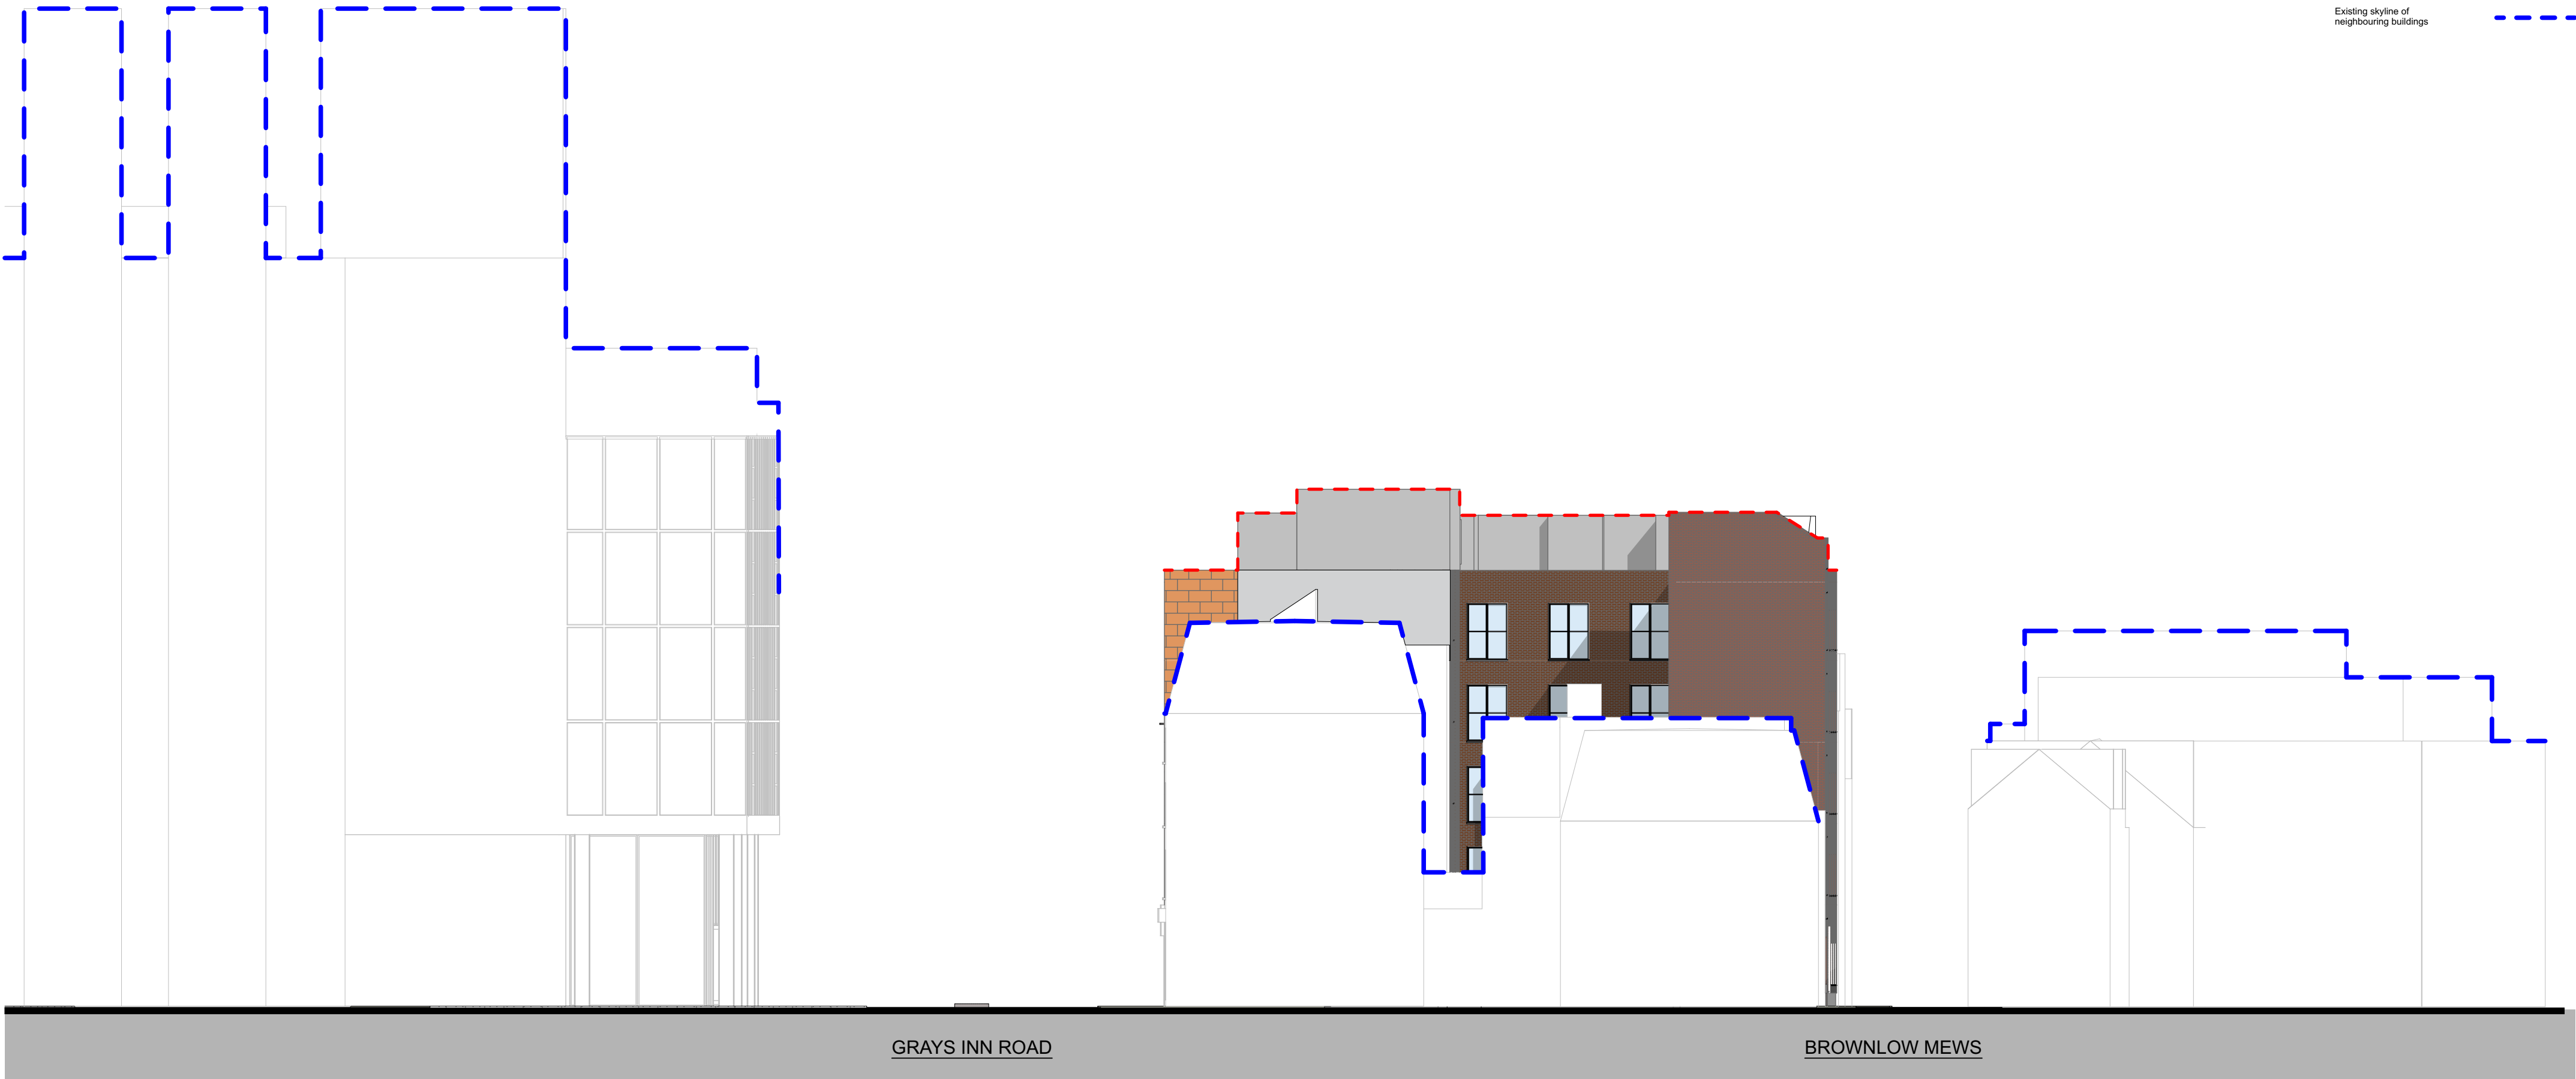 Existing skyline of
neighbouring buildings
GRAYS INN ROAD
BROWNLOW MEWS